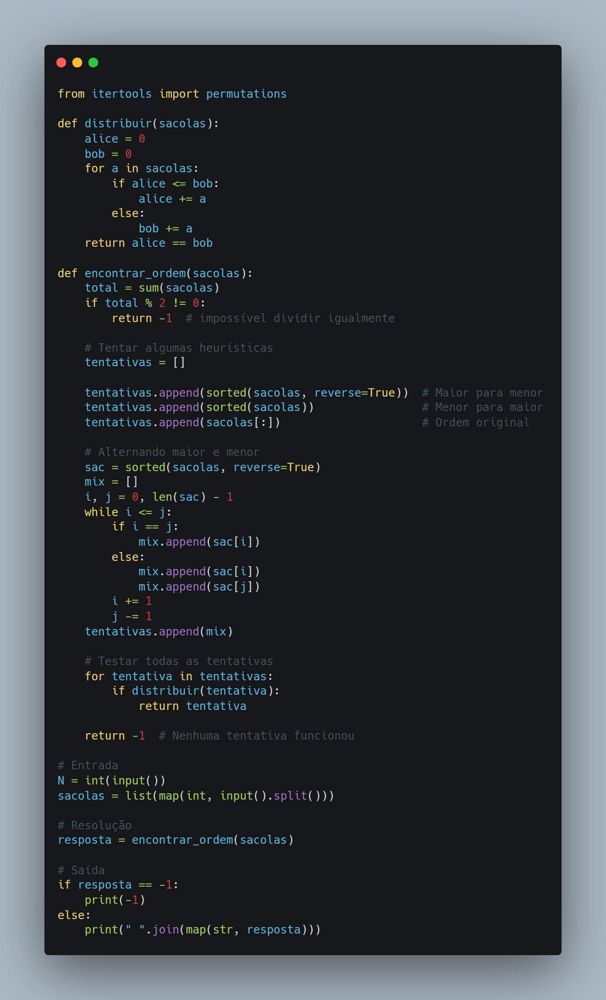 from itertools import permutations

def distribuir(sacolas):
    alice = 0
    bob = 0
    for a in sacolas:
        if alice <= bob:
            alice += a
        else:
            bob += a
    return alice == bob

def encontrar_ordem(sacolas):
    total = sum(sacolas)
    if total % 2 != 0:
        return -1  # impossível dividir igualmente

    # Tentar algumas heurísticas
    tentativas = []

    tentativas.append(sorted(sacolas, reverse=True))  # Maior para menor
    tentativas.append(sorted(sacolas))                # Menor para maior
    tentativas.append(sacolas[:])                     # Ordem original

    # Alternando maior e menor
    sac = sorted(sacolas, reverse=True)
    mix = []
    i, j = 0, len(sac) - 1
    while i <= j:
        if i == j:
            mix.append(sac[i])
        else:
            mix.append(sac[i])
            mix.append(sac[j])
        i += 1
        j -= 1
    tentativas.append(mix)

    # Testar todas as tentativas
    for tentativa in tentativas:
        if distribuir(tentativa):
            return tentativa

    return -1  # Nenhuma tentativa funcionou

# Entrada
N = int(input())
sacolas = list(map(int, input().split()))

# Resolução
resposta = encontrar_ordem(sacolas)

# Saída
if resposta == -1:
    print(-1)
else:
    print(" ".join(map(str, resposta)))